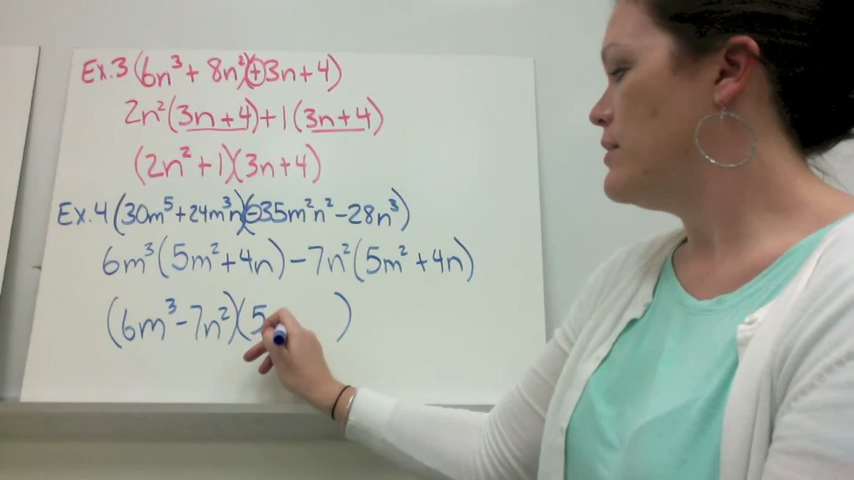 Ex.3 (6n³ + 8n²)(+3n+4)
2n²(3n+4)+1(3n+4)
(2n²+1)(3n+4)
Ex.4 (30m⁵+24m³n)(-35m²n²-28n³)
6m³(5m²+4n)-7n²(5m²+4n)
(6m³-7n²)(5 )